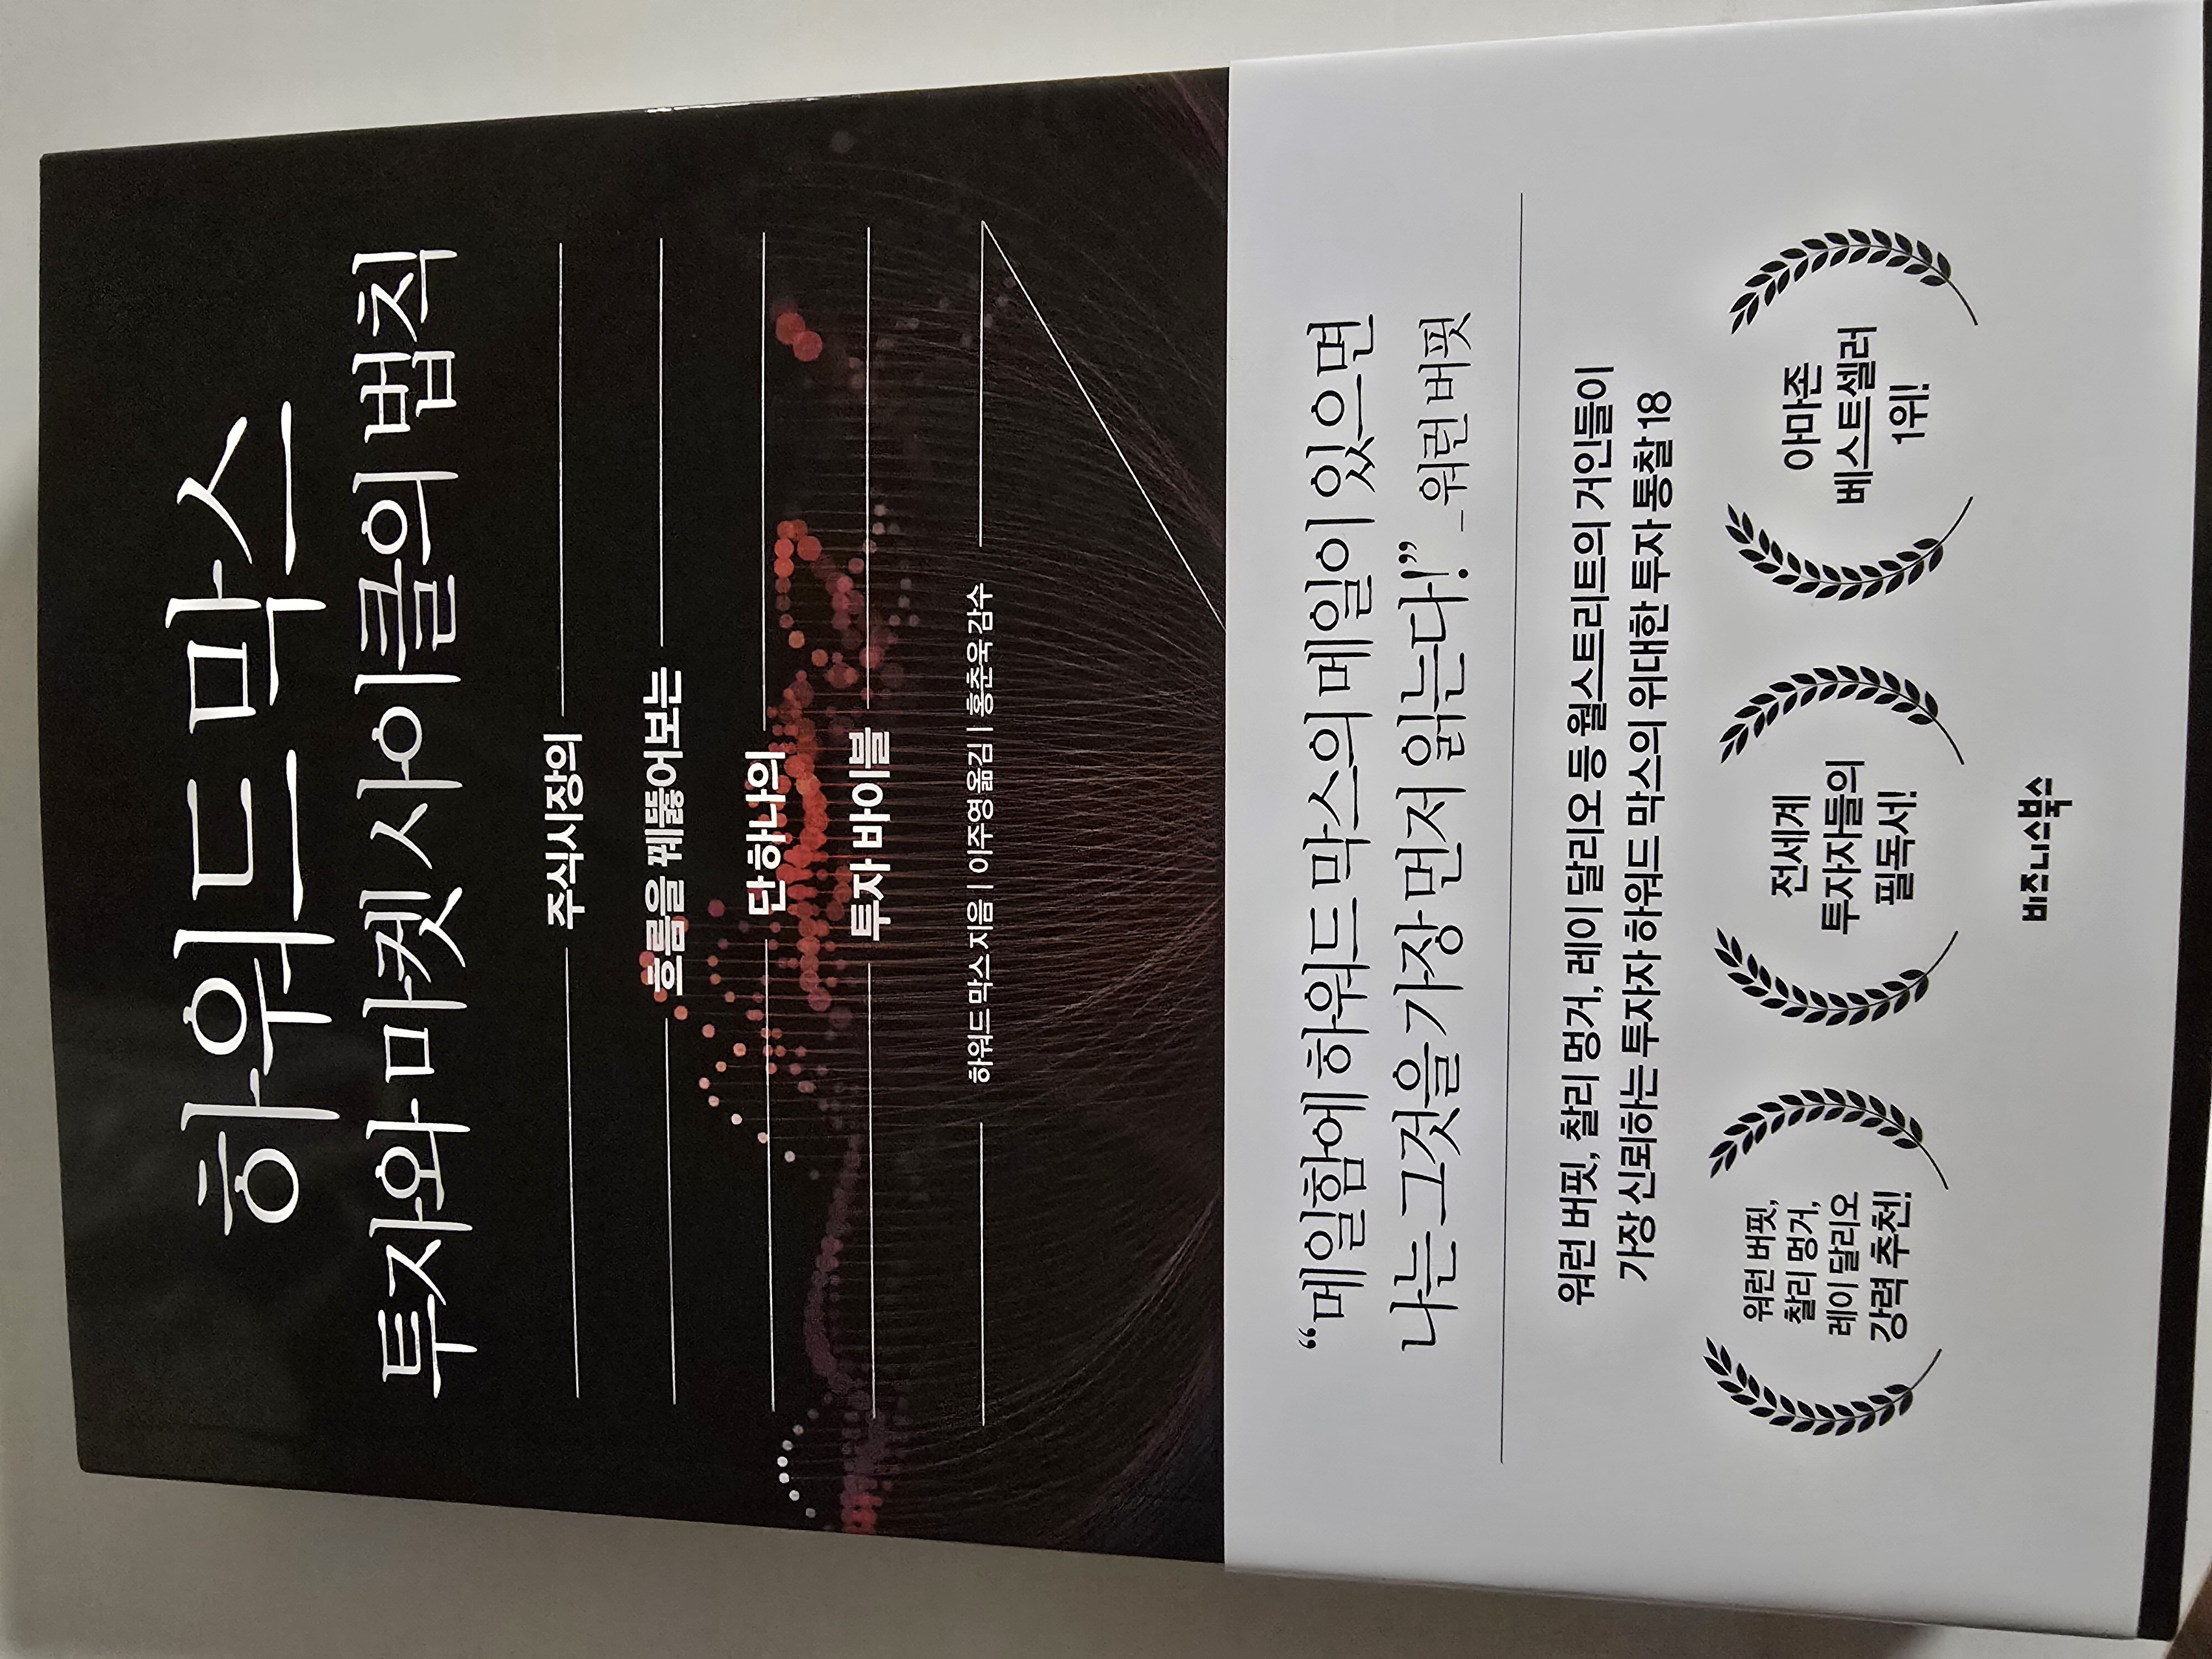 하워드 막스
투자와 마켓 사이클의 법칙
주식시장의
흐름을 꿰뚫어보는
단 하나의
투자 바이블
하워드 막스 지음 | 이주영 옮김 | 홍춘욱 감수
“메일함에 하워드 막스의 메일이 있으면
나는 그것을 가장 먼저 읽는다!” _워런 버핏
워런 버핏, 찰리 멍거, 레이 달리오 등 월스트리트의 거인들이
가장 신뢰하는 투자자 하워드 막스의 위대한 투자 통찰 18
워런 버핏,
찰리 멍거,
레이 달리오
강력 추천!
전세계
투자자들의
필독서!
아마존
베스트셀러
1위!
비즈니스북스